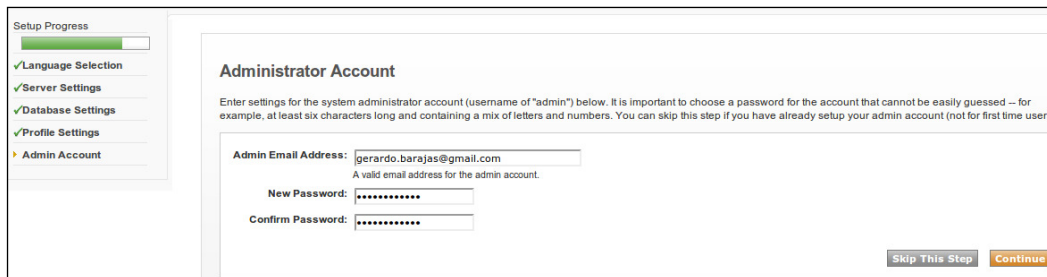 Setup Progress
✓Language Selection
✓Server Settings
✓Database Settings
✓Profile Settings
Admin Account
Administrator Account
Enter settings for the system administrator account (username of "admin") below. It is important to choose a password for the account that cannot be easily guessed -- for
example, at least six characters long and containing a mix of letters and numbers. You can skip this step if you have already setup your admin account (not for first time user
Admin Email Address: gerardo.barajas@gmail.com
A valid email address for the admin account.
New Password: ••••••••••••
Confirm Password: ••••••••••••
Skip This Step Continue